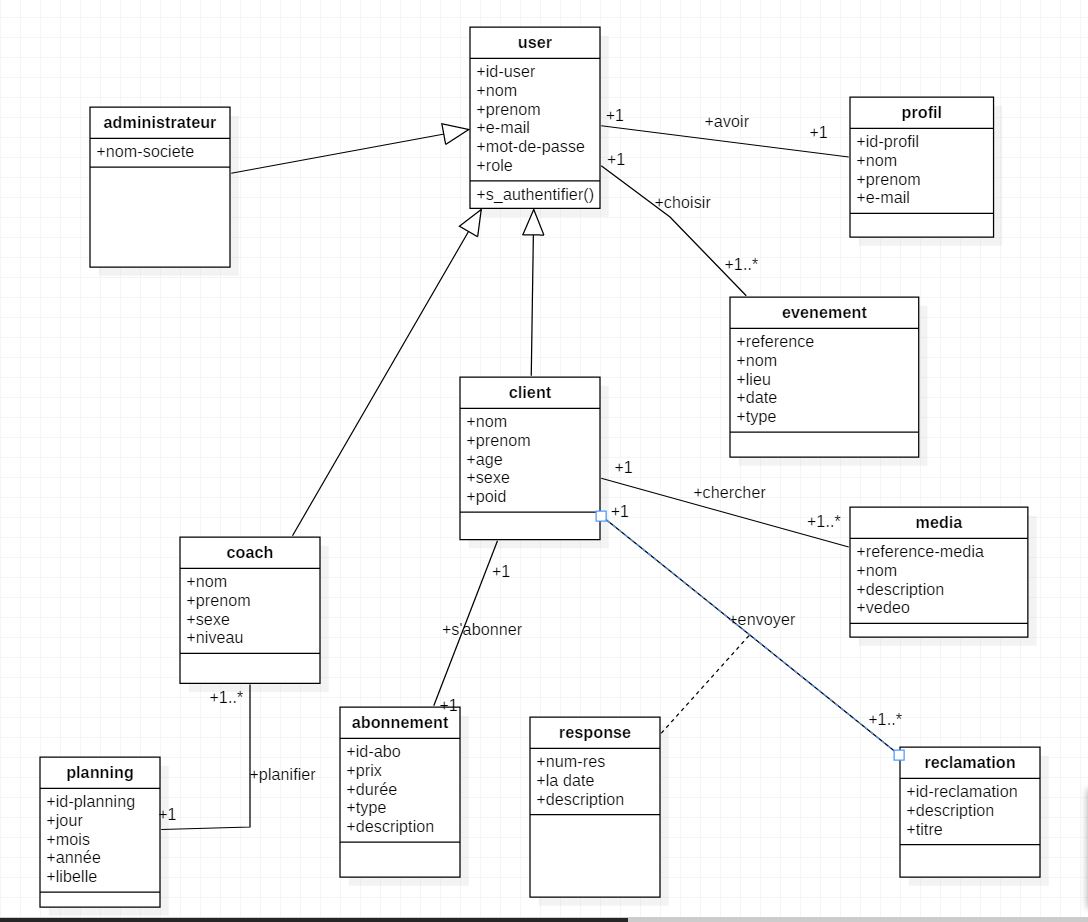 user
+id-user
+nom
+prenom
+e-mail
+mot-de-passe
+role
+s_authentifier()
administrateur
+nom-societe
+1
+avoir
+1
profil
+id-profil
+nom
+prenom
+e-mail
+1
+choisir
+1..*
evenement
+reference
+nom
+lieu
+date
+type
client
+nom
+prenom
+age
+sexe
+poid
+1
+chercher
+1..*
media
+reference-media
+nom
+description
+vedeo
+1
+envoyer
+1..*
coach
+nom
+prenom
+sexe
+niveau
+1..*
+planifier
+1
planning
+id-planning
+jour
+mois
+année
+libelle
+1
+s'abonner
+1
abonnement
+id-abo
+prix
+durée
+type
+description
response
+num-res
+la date
+description
reclamation
+id-reclamation
+description
+titre